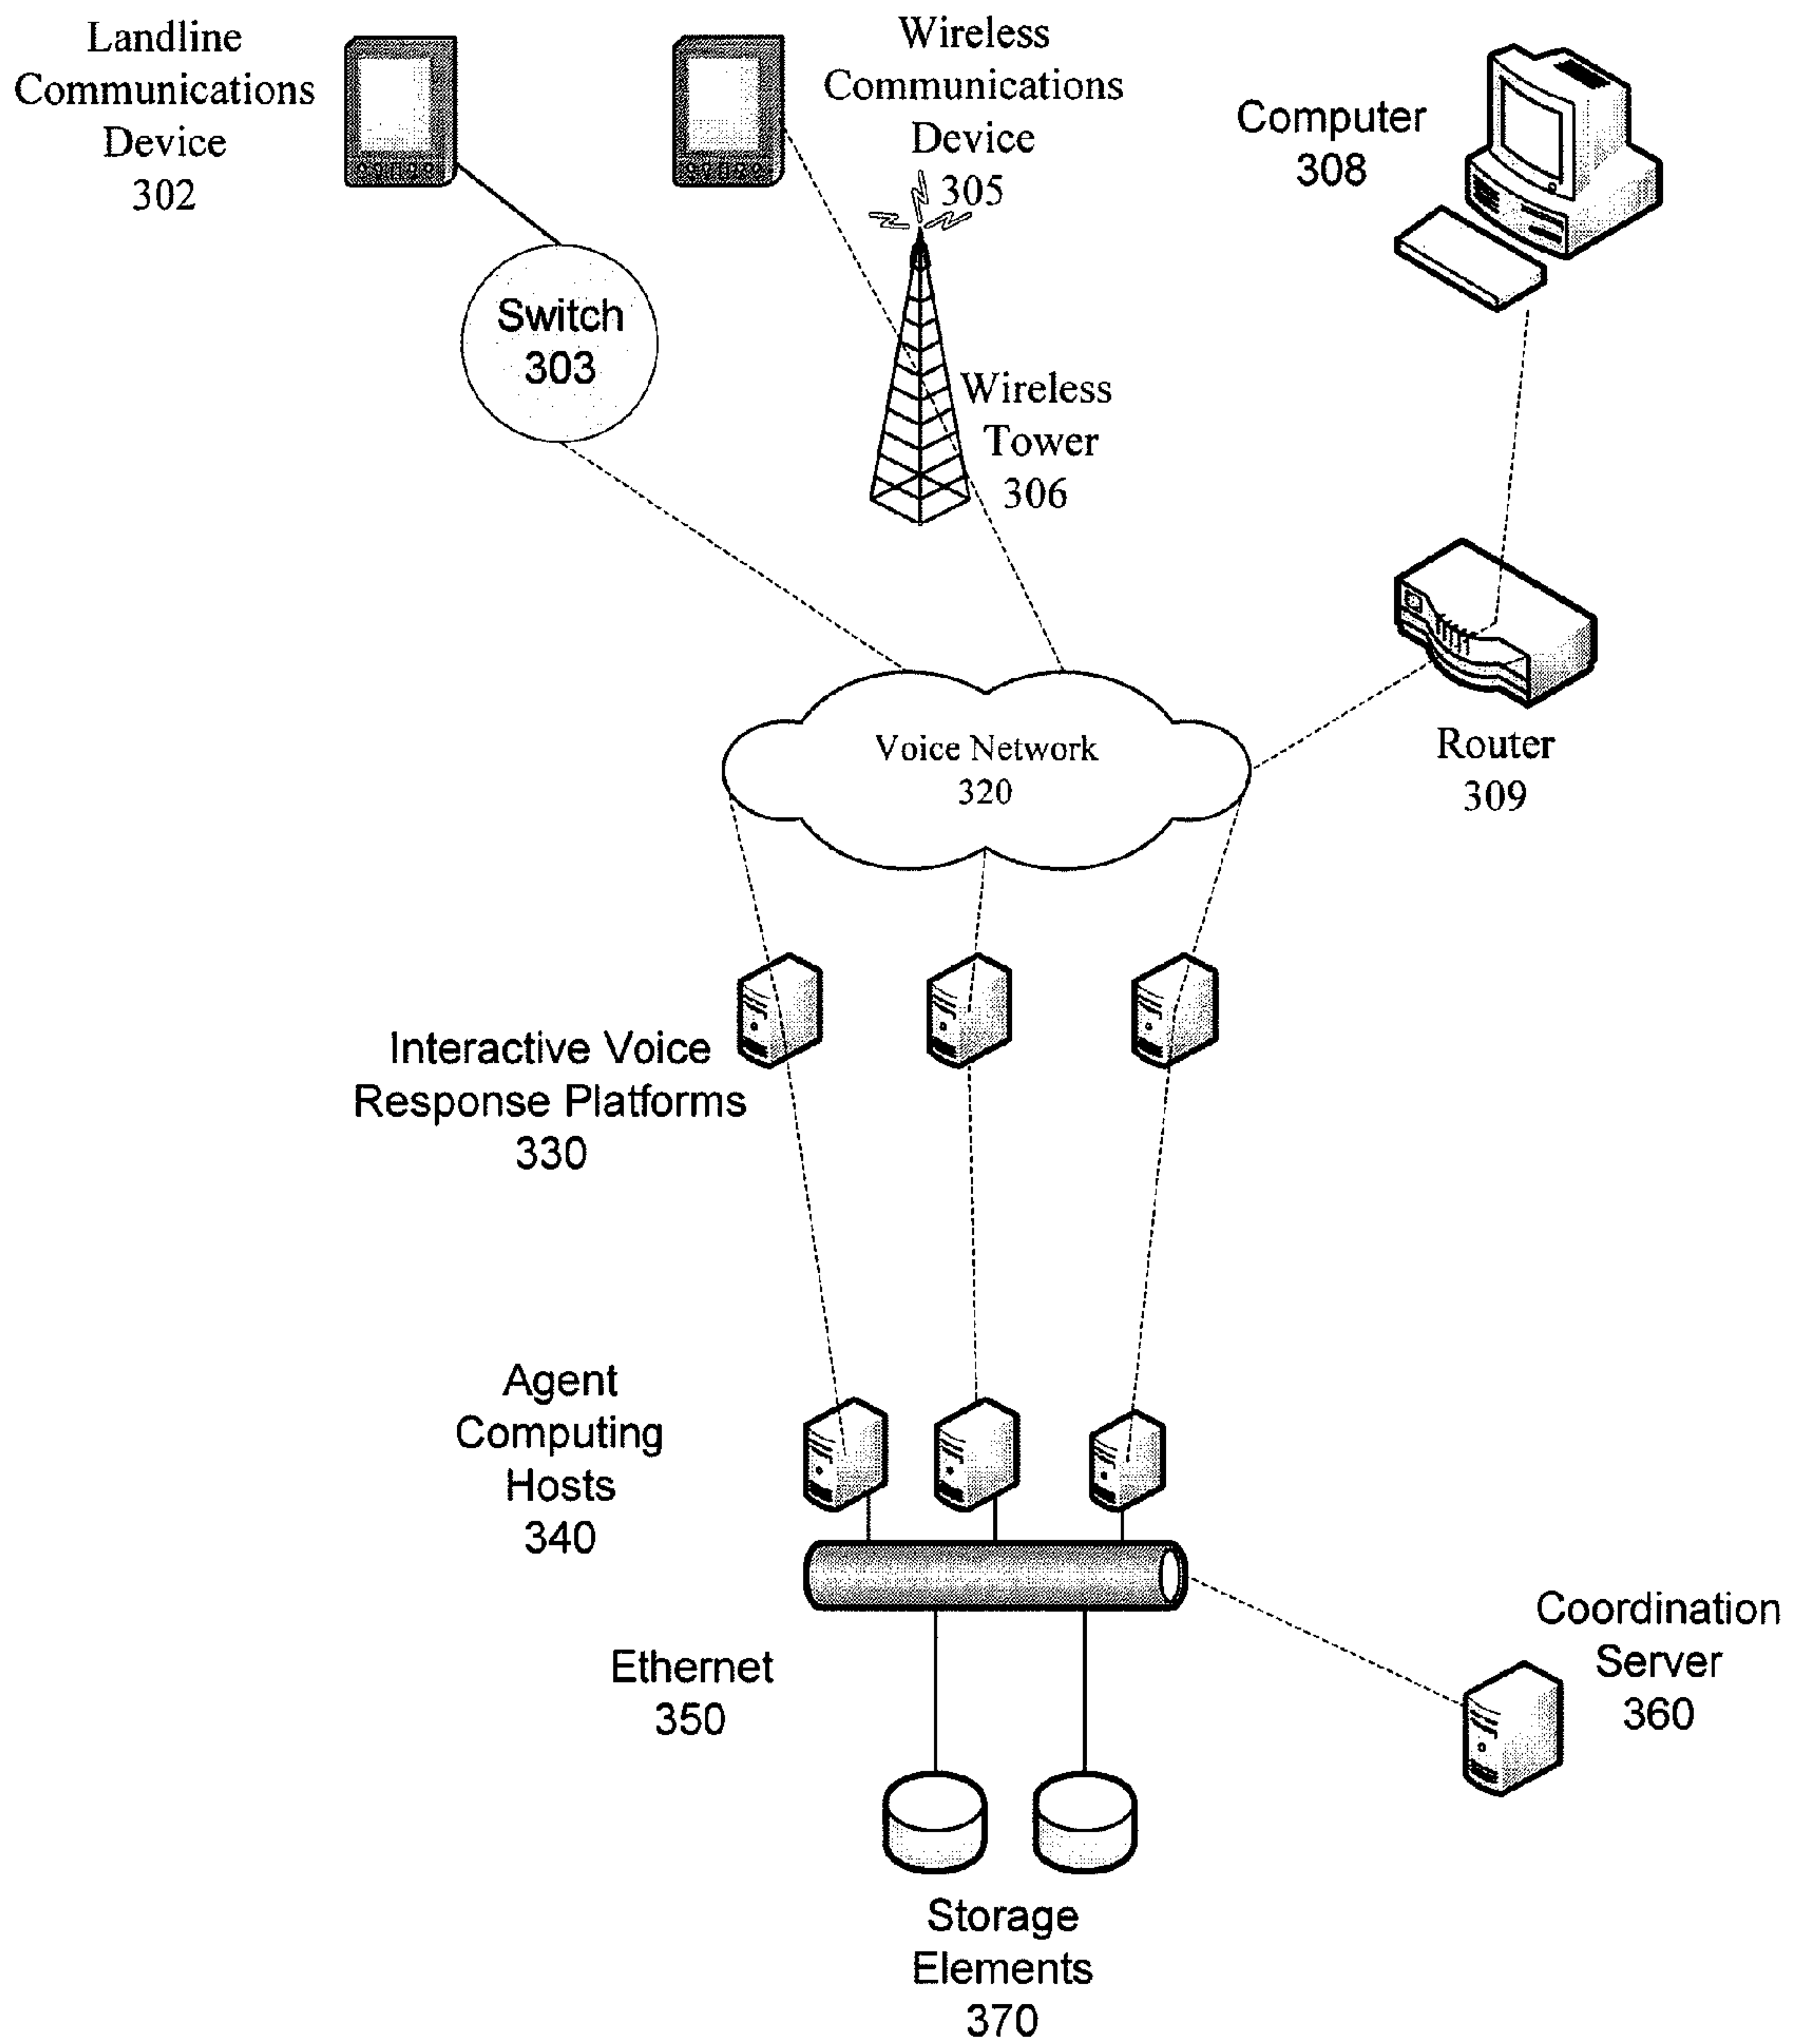 Landline
Communications
Device
302
Wireless
Communications
Device
305
Computer
308
Switch
303
Wireless
Tower
306
Voice Network
320
Router
309
Interactive Voice
Response Platforms
330
Agent
Computing
Hosts
340
Ethernet
350
Coordination
Server
360
Storage
Elements
370